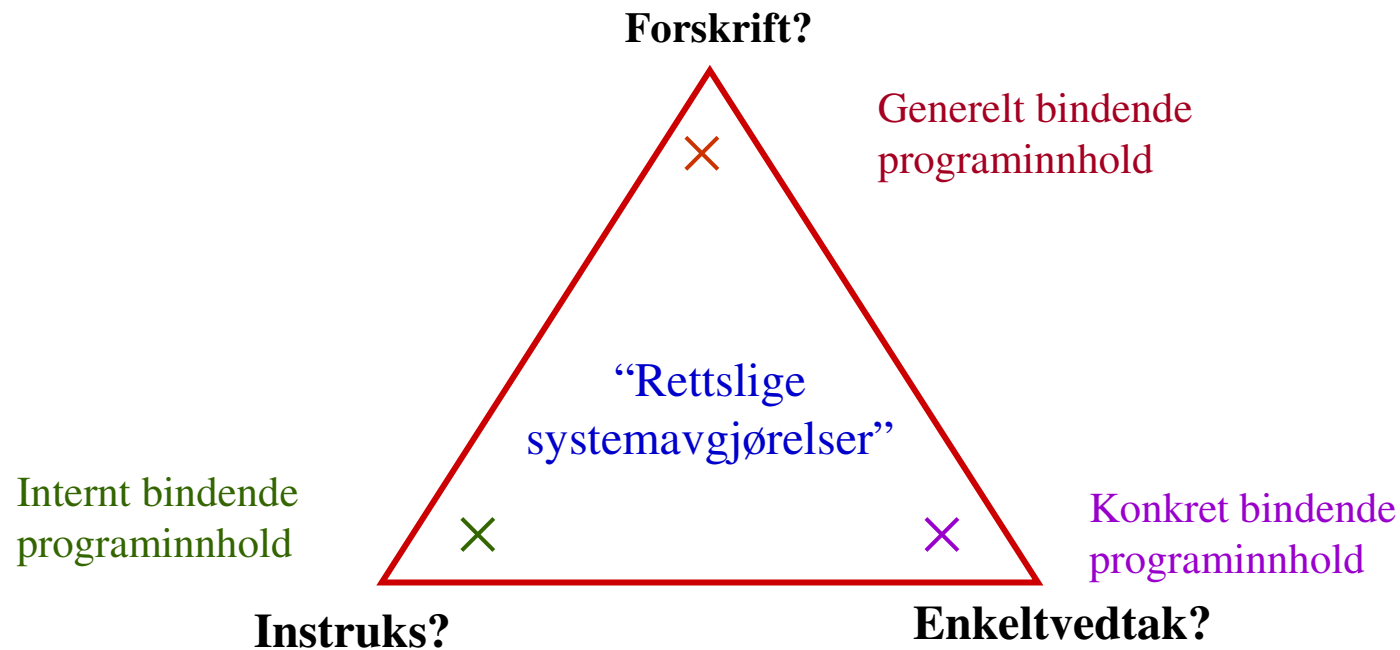 Forskrift?
Generelt bindende
programinnhold
“Rettslige
systemavgjørelser”
Internt bindende
programinnhold
Konkret bindende
programinnhold
Instruks?
Enkeltvedtak?